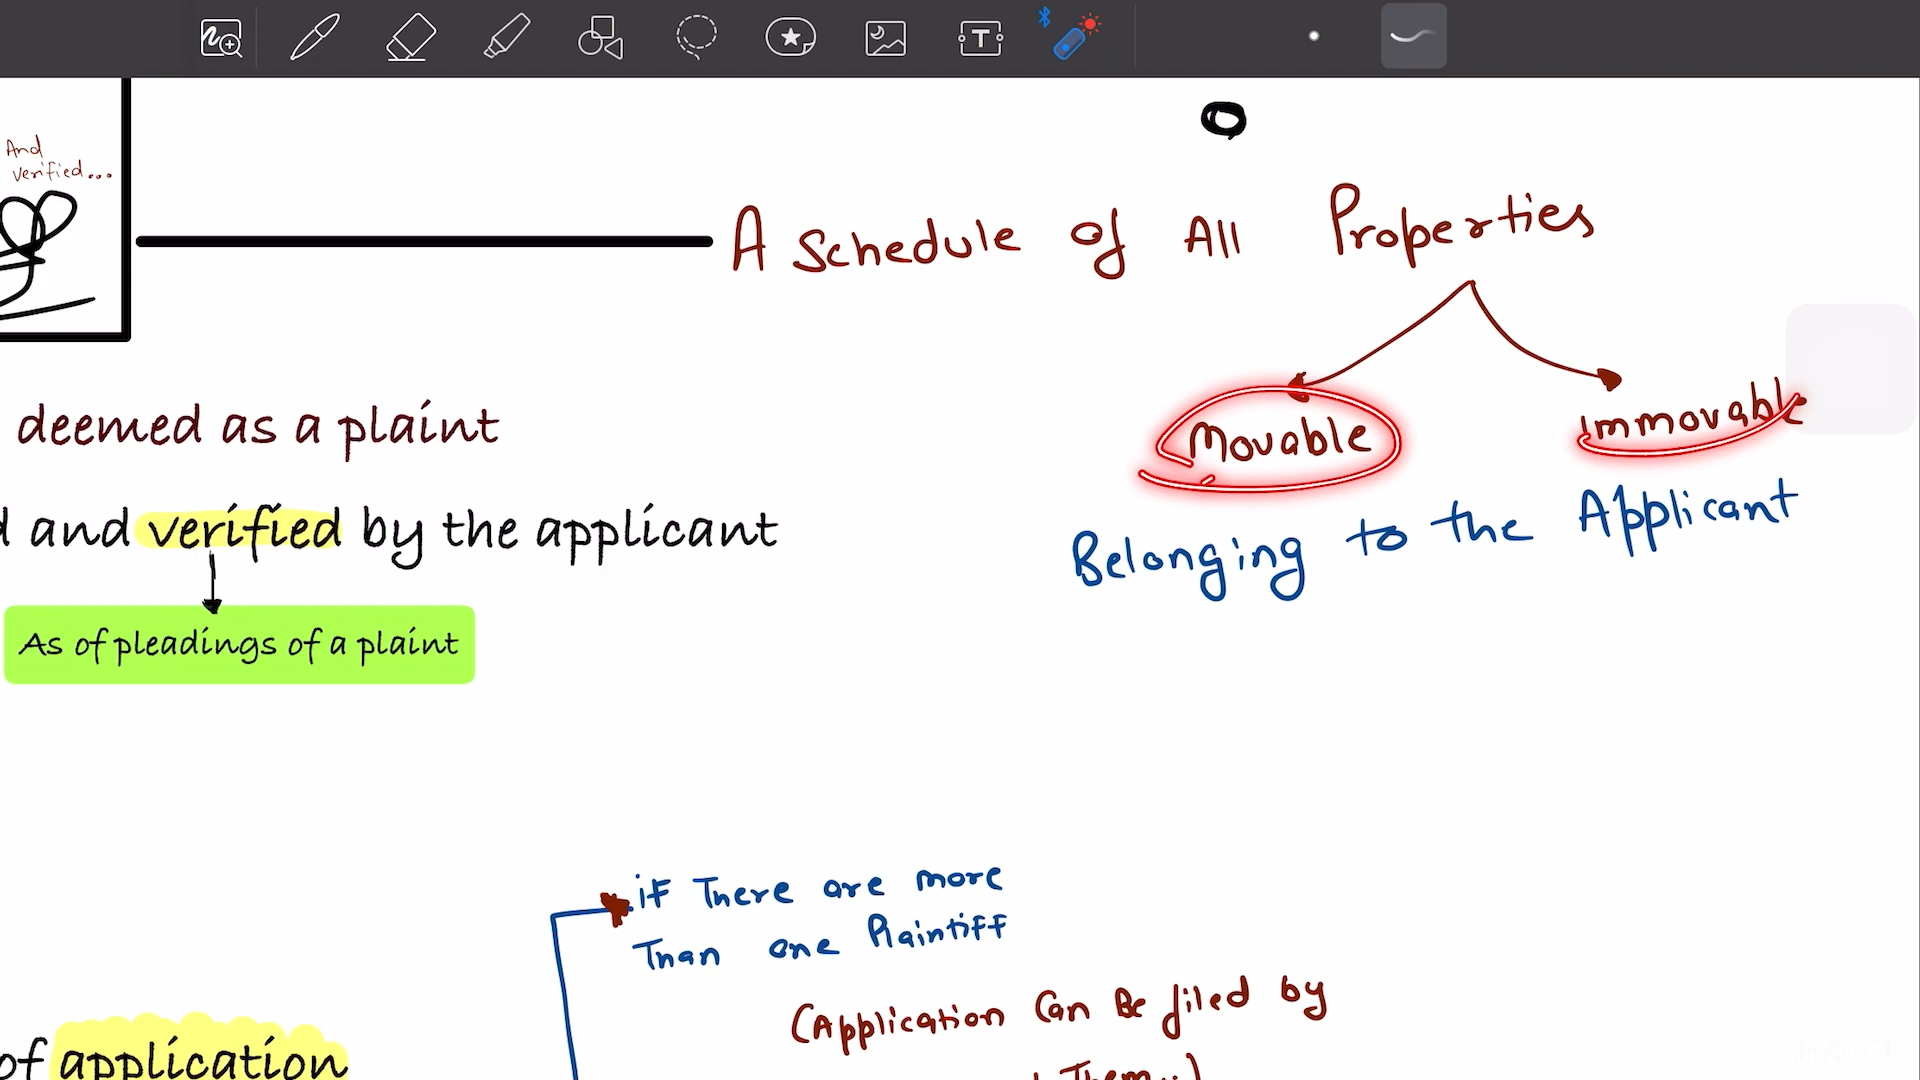 And
verified...
A Schedule of All Properties
Movable
Immovable
Belonging to the Applicant
deemed as a plaint
and verified by the applicant
As of pleadings of a plaint
if There are more
Than one Plaintiff
(Application Can Be filed by
Them..)
of application